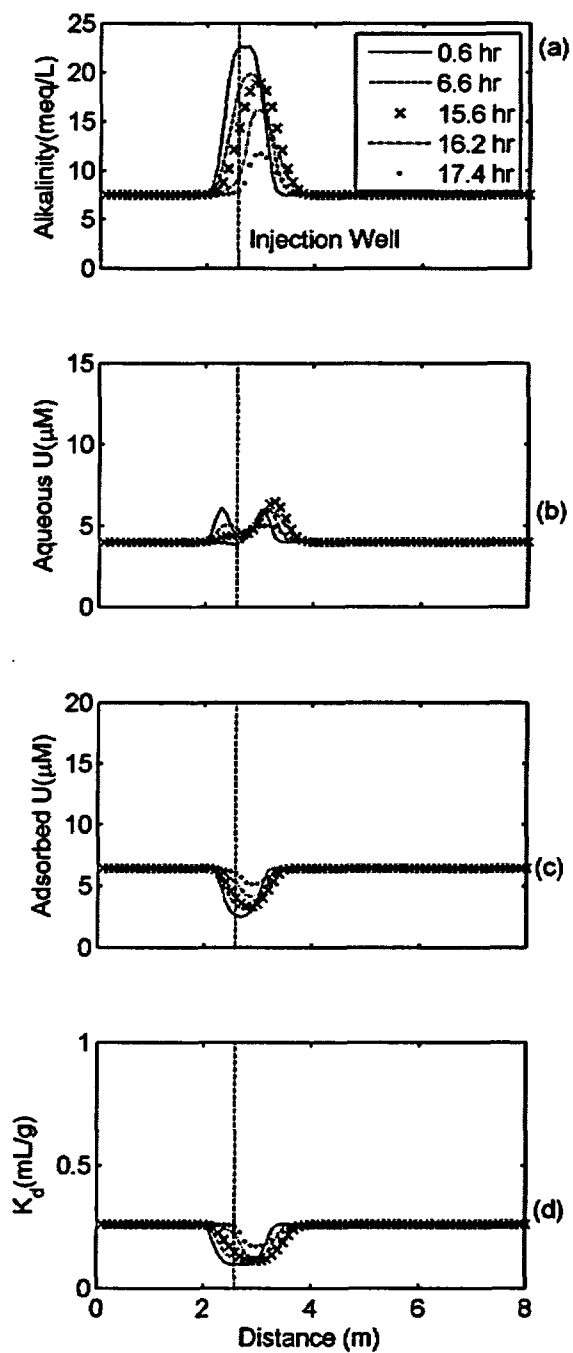 25
20
15
10
5
0
Alkalinity(meq/L)
0.6 hr
6.6 hr
15.6 hr
16.2 hr
17.4 hr
(a)
Injection Well
15
10
5
0
Aqueous U(μM)
(b)
20
15
10
5
0
Adsorbed U(μM)
(c)
1
0.5
0
Kd(mL/g)
(d)
0 2 4 6 8
Distance (m)